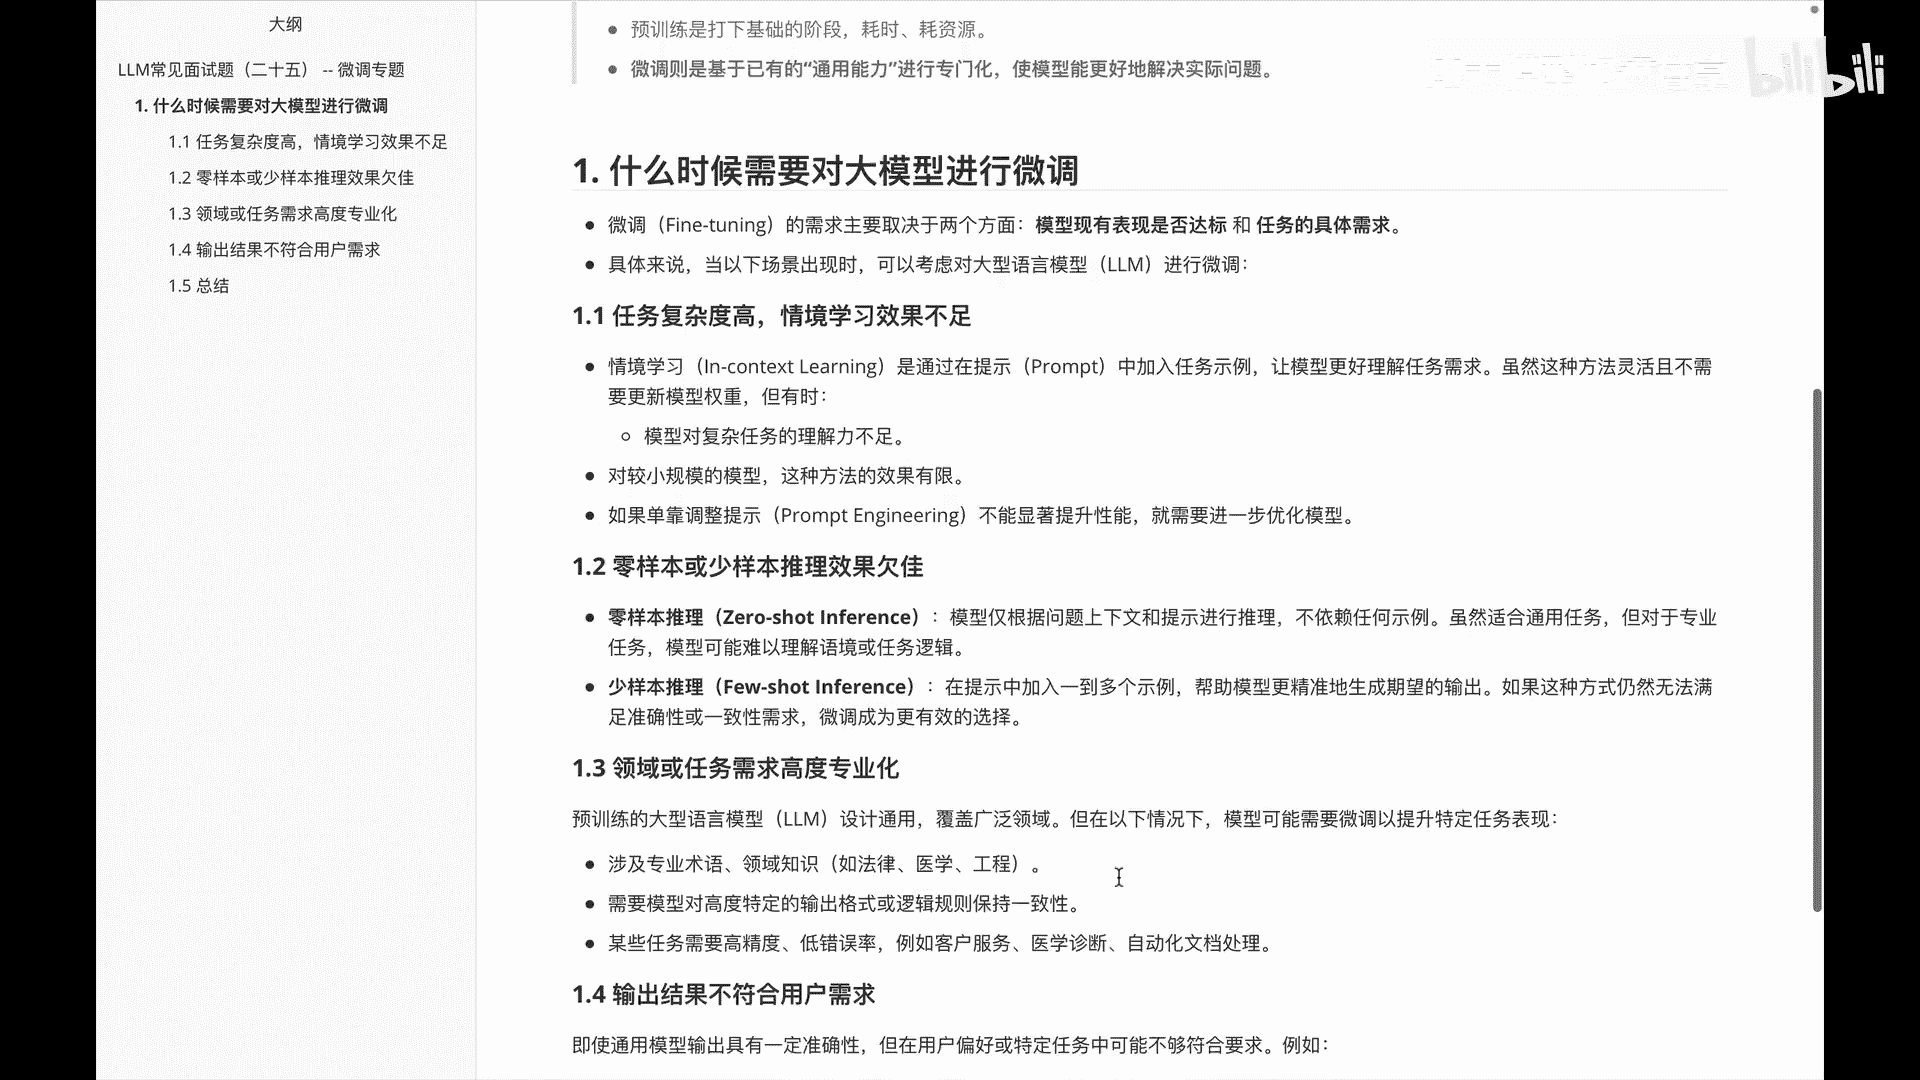 大纲
LLM常见面试题（二十五） -- 微调专题
1. 什么时候需要对大模型进行微调
1.1 任务复杂度高，情境学习效果不足
1.2 零样本或少样本推理效果欠佳
1.3 领域或任务需求高度专业化
1.4 输出结果不符合用户需求
1.5 总结
预训练是打下基础的阶段，耗时、耗资源。
微调则是基于已有的“通用能力”进行专门化，使模型能更好地解决实际问题。
bilibili
1. 什么时候需要对大模型进行微调
微调（Fine-tuning）的需求主要取决于两个方面：模型现有表现是否达标 和 任务的具体需求。
具体来说，当以下场景出现时，可以考虑对大型语言模型（LLM）进行微调：
1.1 任务复杂度高，情境学习效果不足
情境学习（In-context Learning）是通过在提示（Prompt）中加入任务示例，让模型更好理解任务需求。虽然这种方法灵活且不需
要更新模型权重，但有时：
模型对复杂任务的理解力不足。
对较小规模的模型，这种方法的效果有限。
如果单靠调整提示（Prompt Engineering）不能显著提升性能，就需要进一步优化模型。
1.2 零样本或少样本推理效果欠佳
零样本推理（Zero-shot Inference）：模型仅根据问题上下文和提示进行推理，不依赖任何示例。虽然适合通用任务，但对于专业
任务，模型可能难以理解语境或任务逻辑。
少样本推理（Few-shot Inference）：在提示中加入一到多个示例，帮助模型更精准地生成期望的输出。如果这种方式仍然无法满
足准确性或一致性需求，微调成为更有效的选择。
1.3 领域或任务需求高度专业化
预训练的大型语言模型（LLM）设计通用，覆盖广泛领域。但在以下情况下，模型可能需要微调以提升特定任务表现：
涉及专业术语、领域知识（如法律、医学、工程）。
需要模型对高度特定的输出格式或逻辑规则保持一致性。
某些任务需要高精度、低错误率，例如客户服务、医学诊断、自动化文档处理。
1.4 输出结果不符合用户需求
即使通用模型输出具有一定准确性，但在用户偏好或特定任务中可能不够符合要求。例如：